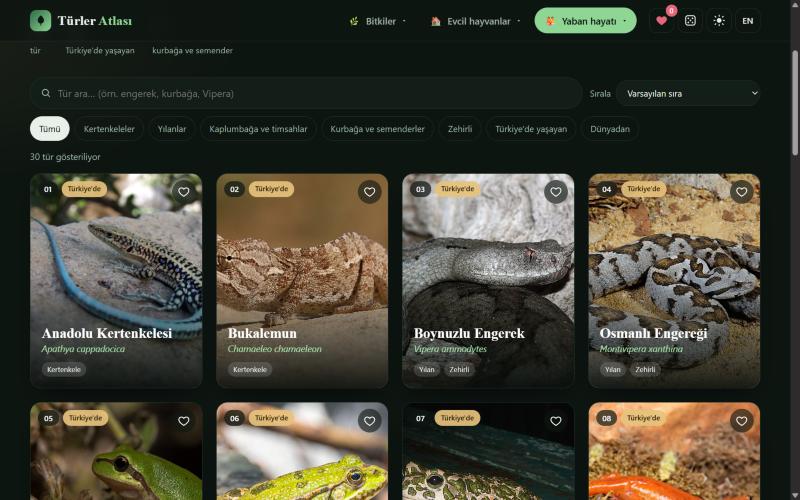 Türler Atlası
Bitkiler
Evcil hayvanlar
Yaban hayatı
0
EN
tür
Türkiye'de yaşayan
kurbağa ve semender
Tür ara... (örn. engerek, kurbağa, Vipera)
Sırala
Varsayılan sıra
Tümü
Kertenkeleler
Yılanlar
Kaplumbağa ve timsahlar
Kurbağa ve semenderler
Zehirli
Türkiye'de yaşayan
Dünyadan
30 tür gösteriliyor
01 Türkiye'de
Anadolu Kertenkelesi
Apathya cappadocica
Kertenkele
02 Türkiye'de
Bukalemun
Chamaeleo chamaeleon
Kertenkele
03 Türkiye'de
Boynuzlu Engerek
Vipera ammodytes
Yılan Zehirli
04 Türkiye'de
Osmanlı Engereği
Montivipera xanthina
Yılan Zehirli
05 Türkiye'de
06 Türkiye'de
07 Türkiye'de
08 Türkiye'de